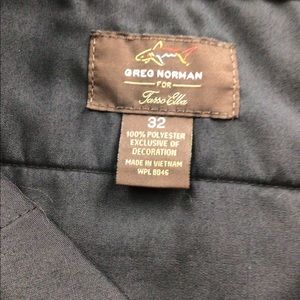 GREG NORMAN
FOR
Tasso Elba
32
100% POLYESTER
EXCLUSIVE OF
DECORATION
MADE IN VIETNAM
WPL 8046